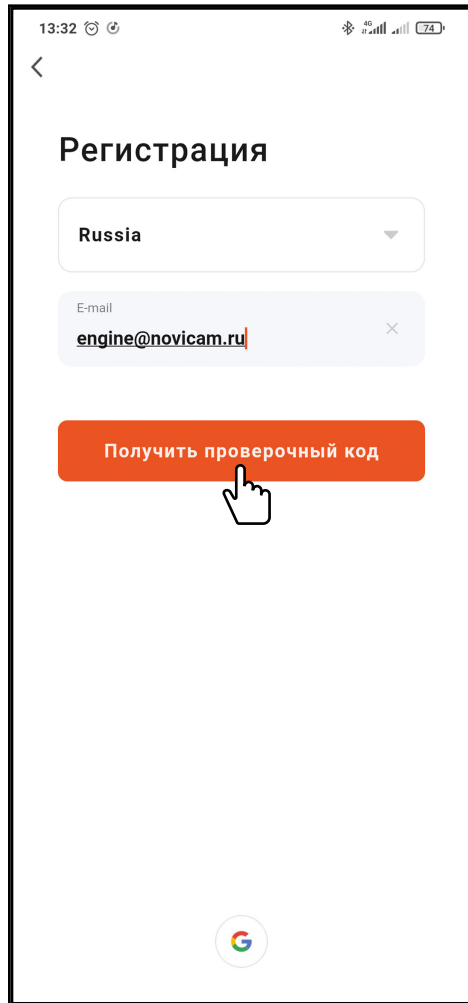 13:32 4G 74
Регистрация
Russia
E-mail
engine@novicam.ru
Получить проверочный код